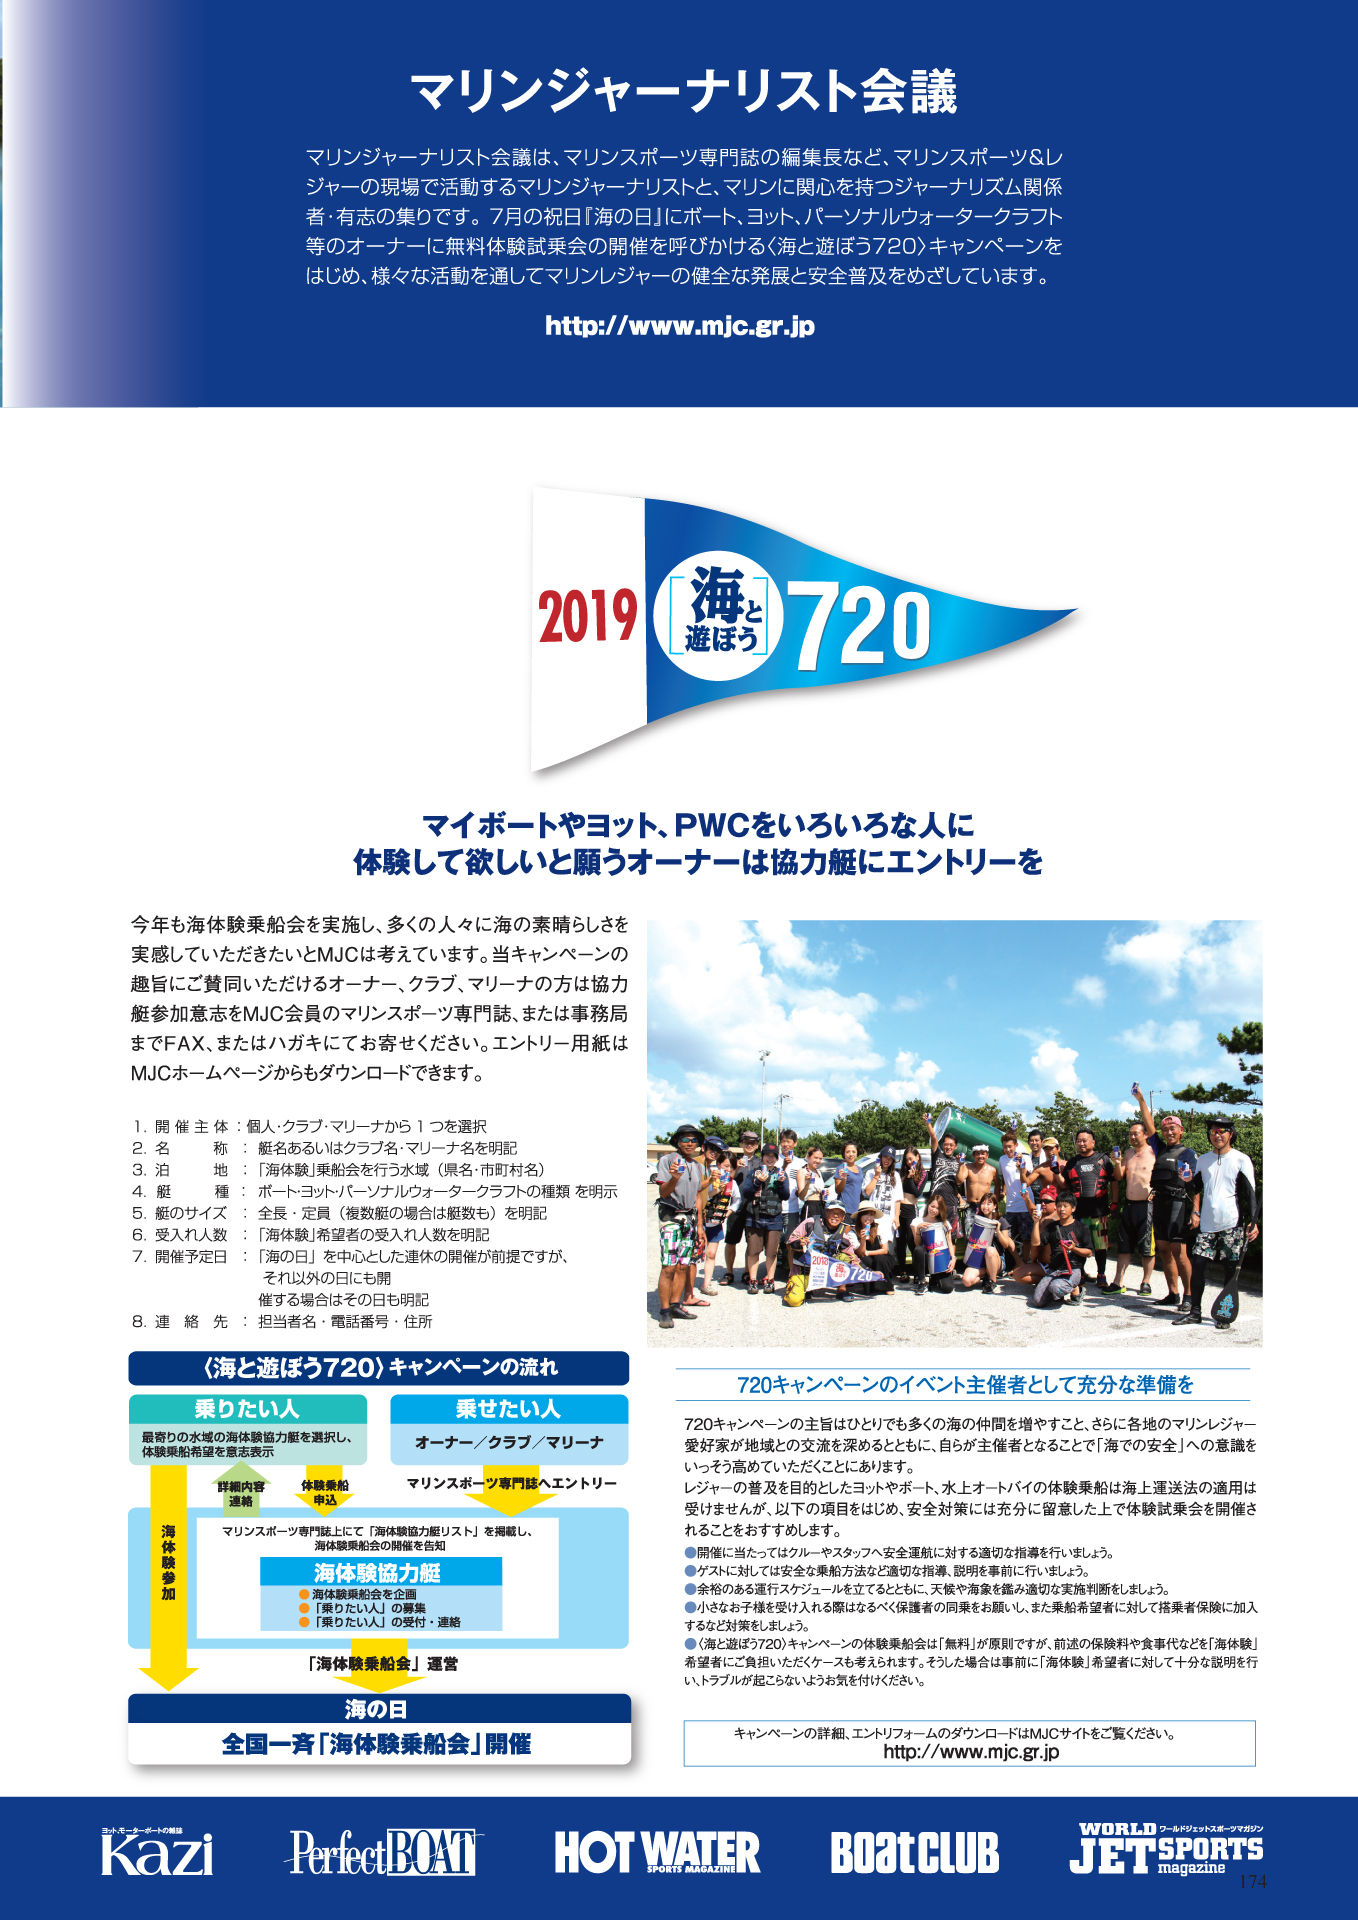 マリンジャーナリスト会議
マリンジャーナリスト会議は、マリンスポーツ専門誌の編集長など、マリンスポーツ&レ
ジャーの現場で活動するマリンジャーナリストと、マリンに関心を持つジャーナリズム関係
者・有志の集りです。7月の祝日『海の日』にボート、ヨット、パーソナルウォータークラフト
等のオーナーに無料体験試乗会の開催を呼びかける〈海と遊ぼう720〉キャンペーンを
はじめ、様々な活動を通してマリンレジャーの健全な発展と安全普及をめざしています。
http://www.mjc.gr.jp
2019 [海と遊ぼう] 720
マイボートやヨット、PWCをいろいろな人に
体験して欲しいと願うオーナーは協力艇にエントリーを
今年も海体験乗船会を実施し、多くの人々に海の素晴らしさを
実感していただきたいとMJCは考えています。当キャンペーンの
趣旨にご賛同いただけるオーナー、クラブ、マリーナの方は協力
艇参加意志をMJC会員のマリンスポーツ専門誌、または事務局
までFAX、またはハガキにてお寄せください。エントリー用紙は
MJCホームページからもダウンロードできます。
1. 開催主体 : 個人・クラブ・マリーナから 1 つを選択
2. 名称 : 艇名あるいはクラブ名・マリーナ名を明記
3. 泊地 : 「海体験」乗船会を行う水域（県名・市町村名）
4. 艇種 : ボート・ヨット・パーソナルウォータークラフトの種類 を明示
5. 艇のサイズ : 全長・定員（複数艇の場合は艇数も）を明記
6. 受入れ人数 : 「海体験」希望者の受入れ人数を明記
7. 開催予定日 : 「海の日」を中心とした連休の開催が前提ですが、
それ以外の日にも開
催する場合はその日も明記
8. 連絡先 : 担当者名・電話番号・住所
〈海と遊ぼう720〉キャンペーンの流れ
乗りたい人
最寄りの水域の海体験協力艇を選択し、
体験乗船希望を意志表示
乗せたい人
オーナー／クラブ／マリーナ
詳細内容
連絡
体験乗船
申込
マリンスポーツ専門誌へエントリー
海体験参加
マリンスポーツ専門誌上にて「海体験協力艇リスト」を掲載し、
海体験乗船会の開催を告知
海体験協力艇
●海体験乗船会を企画
●「乗りたい人」の募集
●「乗りたい人」の受付・連絡
「海体験乗船会」運営
海の日
全国一斉「海体験乗船会」開催
2018 海と遊ぼう 720
720キャンペーンのイベント主催者として充分な準備を
720キャンペーンの主旨はひとりでも多くの海の仲間を増やすこと、さらに各地のマリンレジャー
愛好家が地域との交流を深めるとともに、自らが主催者となることで「海での安全」への意識を
いっそう高めていただくことにあります。
レジャーの普及を目的としたヨットやボート、水上オートバイの体験乗船は海上運送法の適用は
受けませんが、以下の項目をはじめ、安全対策には充分に留意した上で体験試乗会を開催さ
れることをおすすめします。
●開催に当たってはクルーやスタッフへ安全運航に対する適切な指導を行いましょう。
●ゲストに対しては安全な乗船方法など適切な指導、説明を事前に行いましょう。
●余裕のある運行スケジュールを立てるとともに、天候や海象を鑑み適切な実施判断をしましょう。
●小さなお子様を受け入れる際はなるべく保護者の同乗をお願いし、また乗船希望者に対して搭乗者保険に加入
するなど対策をしましょう。
●〈海と遊ぼう720〉キャンペーンの体験乗船会は「無料」が原則ですが、前述の保険料や食事代などを「海体験」
希望者にご負担いただくケースも考えられます。そうした場合は事前に「海体験」希望者に対して十分な説明を行
い、トラブルが起こらないようお気を付けください。
キャンペーンの詳細、エントリフォームのダウンロードはMJCサイトをご覧ください。
http://www.mjc.gr.jp
ヨット、モーターボートの雑誌
Kazi
Perfect BOAT
HOT WATER
SPORTS MAGAZINE
BOatCLUB
WORLD ワールドジェットスポーツマガジン
JET SPORTS
magazine
174